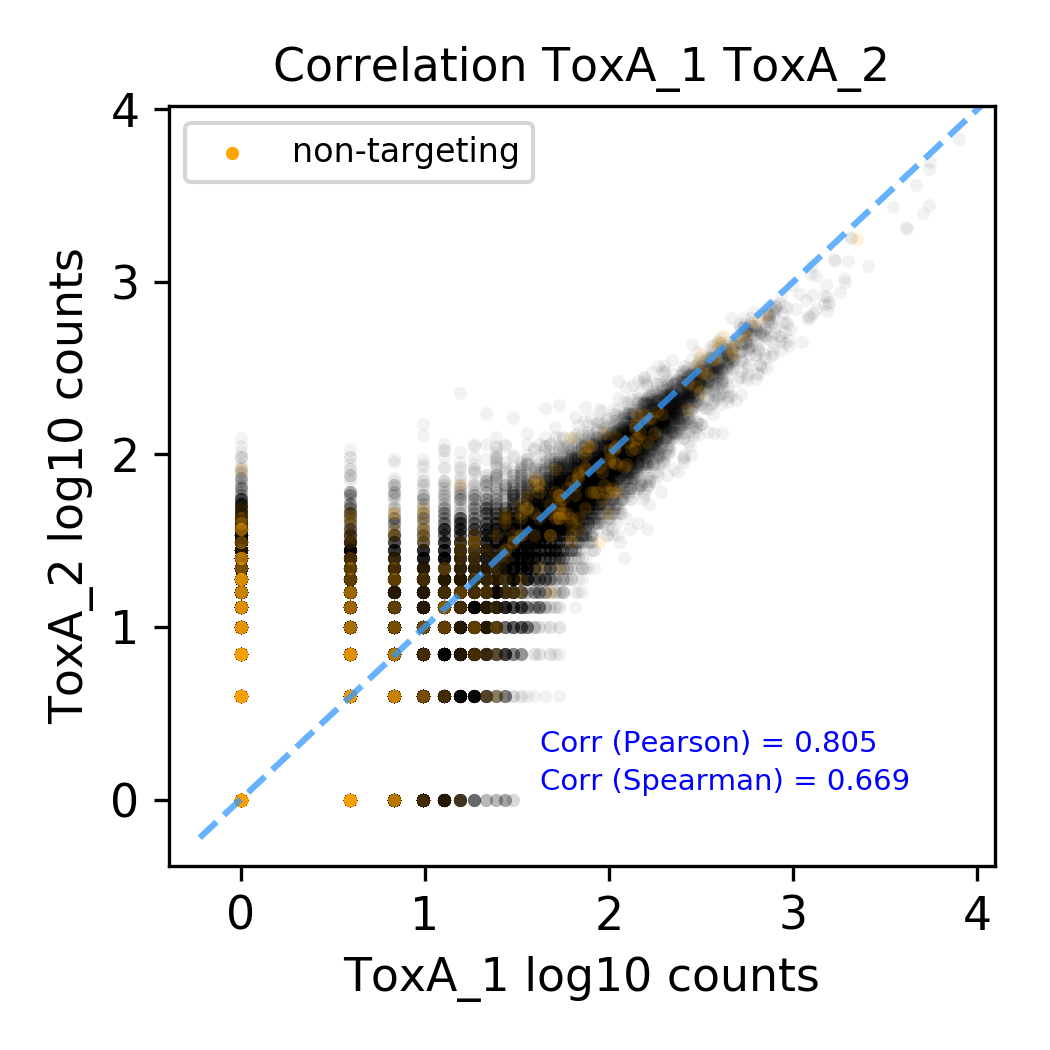 Correlation ToxA_1 ToxA_2
non-targeting
4
3
2
1
0
ToxA_2 log10 counts
Corr (Pearson) = 0.805
Corr (Spearman) = 0.669
0 1 2 3 4
ToxA_1 log10 counts